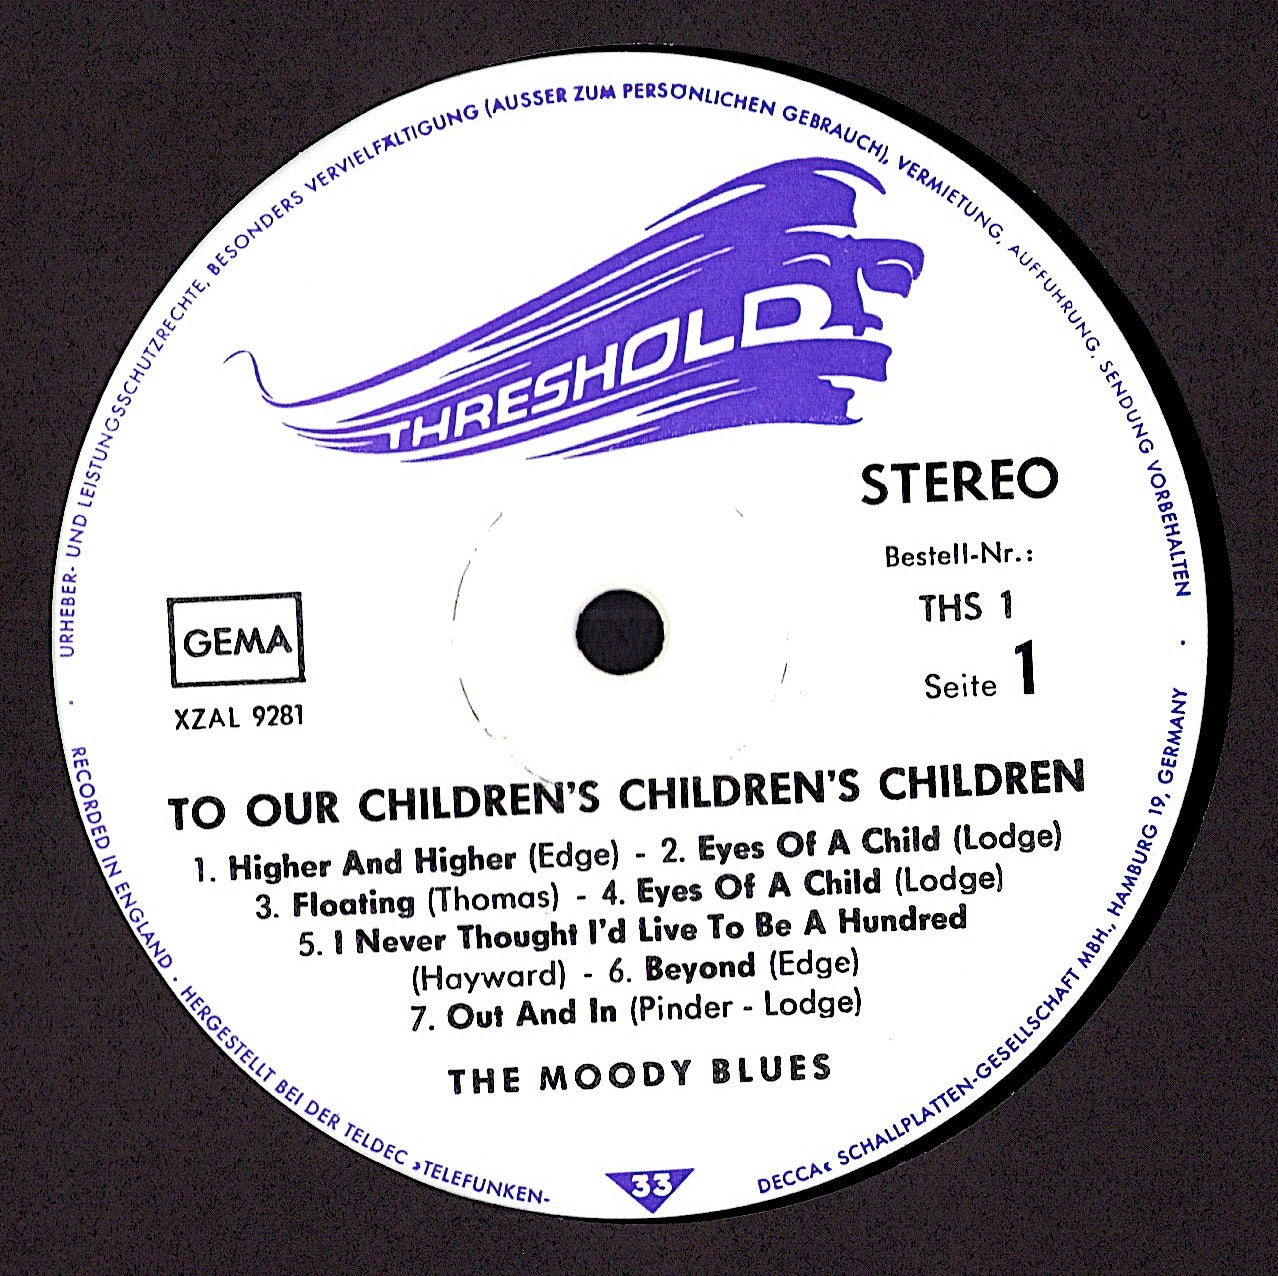 URHEBER- UND LEISTUNGSSCHUTZRECHTE, BESONDERS VERVIELFÄLTIGUNG (AUSSER ZUM PERSÖNLICHEN GEBRAUCH), VERMIETUNG, AUFFÜHRUNG, SENDUNG VORBEHALTEN
THRESHOLD
STEREO
Bestell-Nr.:
THS 1
Seite 1
GEMA
XZAL 9281
TO OUR CHILDREN'S CHILDREN'S CHILDREN
1. Higher And Higher (Edge) - 2. Eyes Of A Child (Lodge)
3. Floating (Thomas) - 4. Eyes Of A Child (Lodge)
5. I Never Thought I'd Live To Be A Hundred
(Hayward) - 6. Beyond (Edge)
7. Out And In (Pinder - Lodge)
THE MOODY BLUES
33
RECORDED IN ENGLAND · HERGESTELLT BEI DER TELDEC »TELEFUNKEN-DECCA« SCHALLPLATTEN-GESELLSCHAFT MBH., HAMBURG 19, GERMANY